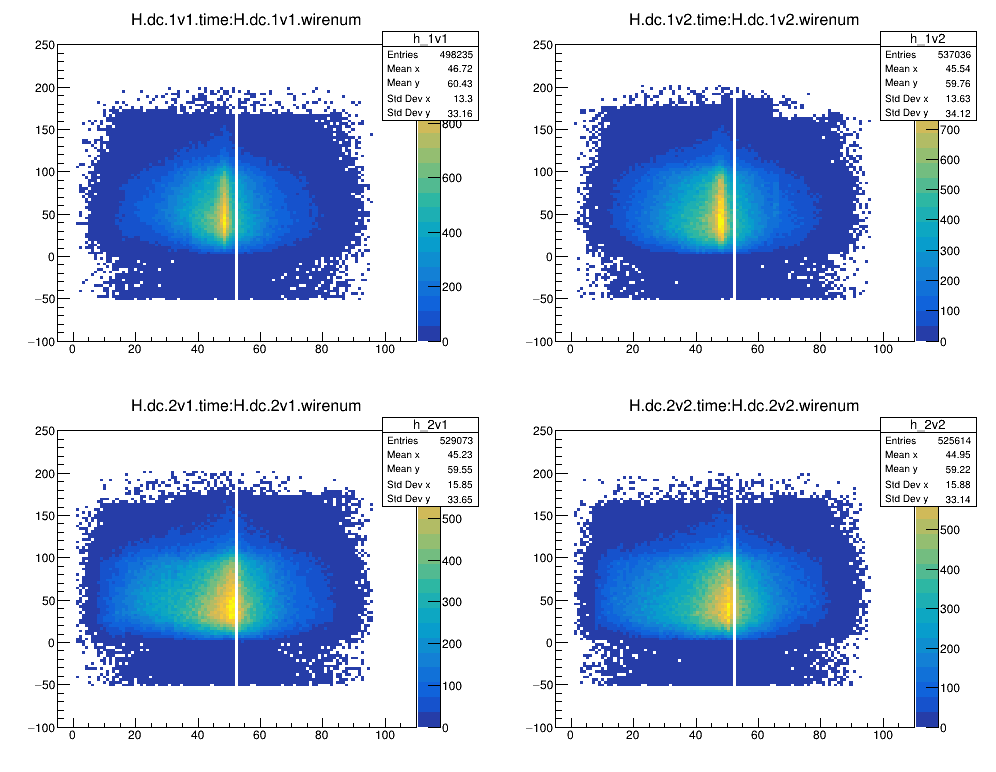 H.dc.1v1.time:H.dc.1v1.wirenum
h_1v1
Entries 498235
Mean x 46.72
Mean y 60.43
Std Dev x 13.3
Std Dev y 33.16
250
200
150
100
50
0
−50
−100
0 20 40 60 80 100
800
600
400
200
0
H.dc.1v2.time:H.dc.1v2.wirenum
h_1v2
Entries 537036
Mean x 45.54
Mean y 59.76
Std Dev x 13.63
Std Dev y 34.12
250
200
150
100
50
0
−50
−100
0 20 40 60 80 100
700
600
500
400
300
200
100
0
H.dc.2v1.time:H.dc.2v1.wirenum
h_2v1
Entries 529073
Mean x 45.23
Mean y 59.55
Std Dev x 15.85
Std Dev y 33.65
250
200
150
100
50
0
−50
−100
0 20 40 60 80 100
500
400
300
200
100
0
H.dc.2v2.time:H.dc.2v2.wirenum
h_2v2
Entries 525614
Mean x 44.95
Mean y 59.22
Std Dev x 15.88
Std Dev y 33.14
250
200
150
100
50
0
−50
−100
0 20 40 60 80 100
500
400
300
200
100
0